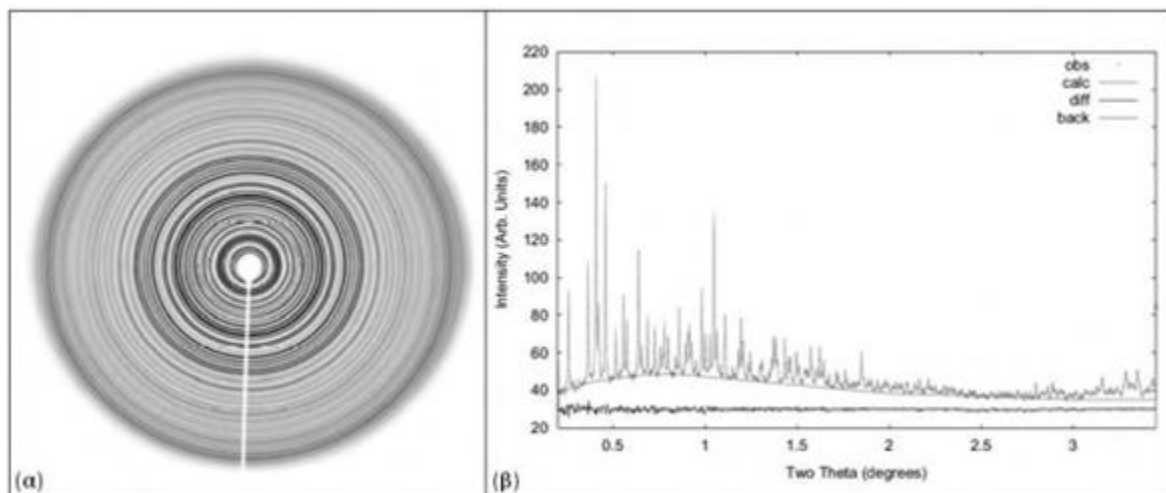 (α)
220
200
180
160
140
120
100
80
60
40
20
Intensity (Arb. Units)
obs
calc
diff
back
0.5 1 1.5 2 2.5 3
Two Theta (degrees)
(β)